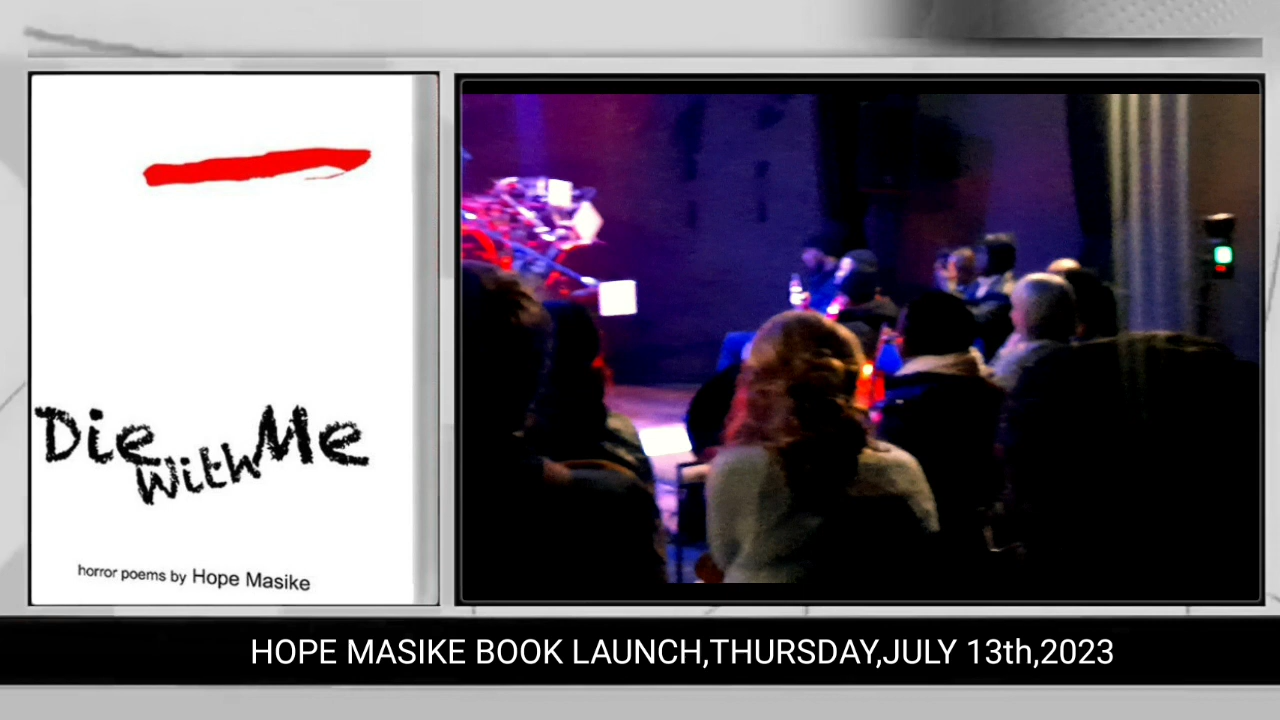 Die With Me
horror poems by Hope Masike
HOPE MASIKE BOOK LAUNCH,THURSDAY,JULY 13th,2023